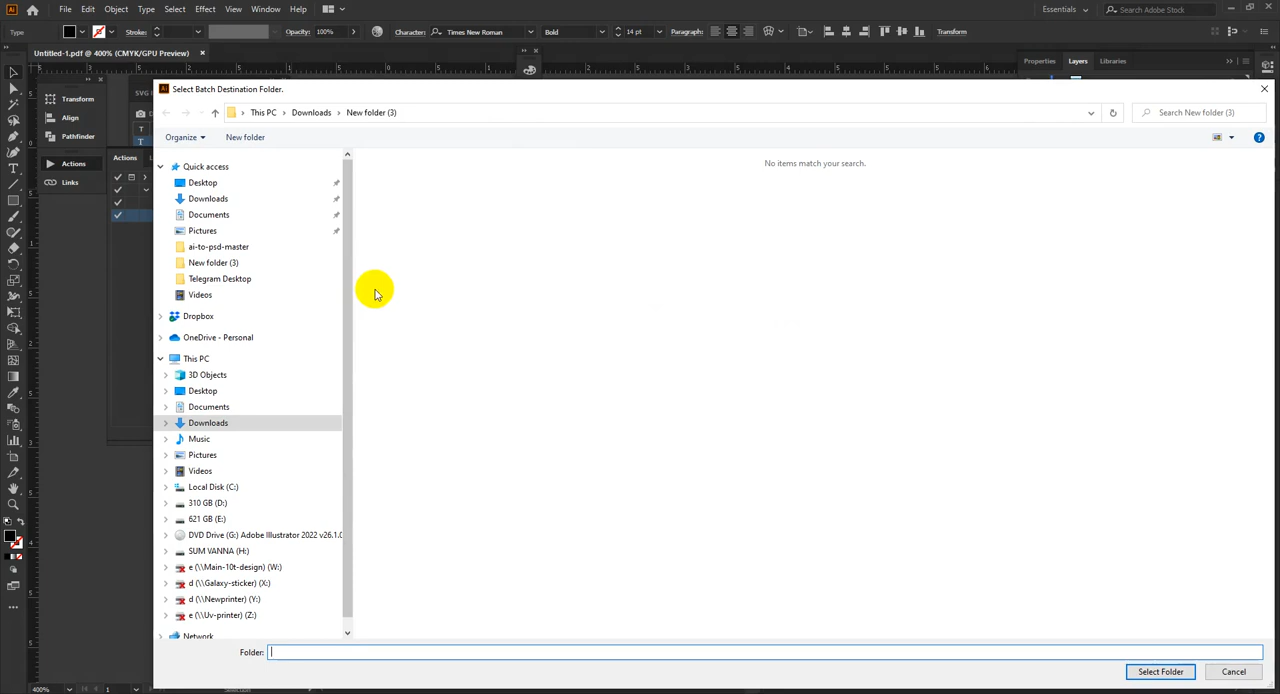 File Edit Object Type Select Effect View Window Help
Essentials
Search Adobe Stock
Type
Stroke:
Opacity: 100%
Character: Times New Roman
Bold
14 pt
Paragraph:
Transform
Untitled-1.pdf @ 400% (CMYK/GPU Preview)
Properties Layers Libraries
Transform
Align
Pathfinder
Actions
Links
Actions
Select Batch Destination Folder.
This PC
Downloads
New folder (3)
Search New folder (3)
Organize
New folder
No items match your search.
Quick access
Desktop
Downloads
Documents
Pictures
ai-to-psd-master
New folder (3)
Telegram Desktop
Videos
Dropbox
OneDrive - Personal
This PC
3D Objects
Desktop
Documents
Downloads
Music
Pictures
Videos
Local Disk (C:)
310 GB (D:)
621 GB (E:)
DVD Drive (G:) Adobe Illustrator 2022 v26.1.0
SUM VANNA (H:)
e (\\Main-10t-design) (W:)
d (\\Galaxy-sticker) (X:)
d (\\Newprinter) (Y:)
e (\\Uv-printer) (Z:)
Network
Folder:
Select Folder
Cancel
400%
1
Selection